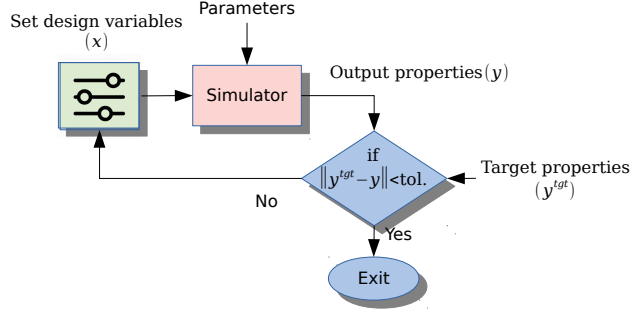 Parameters
Set design variables
(x)
Simulator
Output properties(y)
if
‖y^{tgt}−y‖<tol.
Target properties
(y^{tgt})
No
Yes
Exit